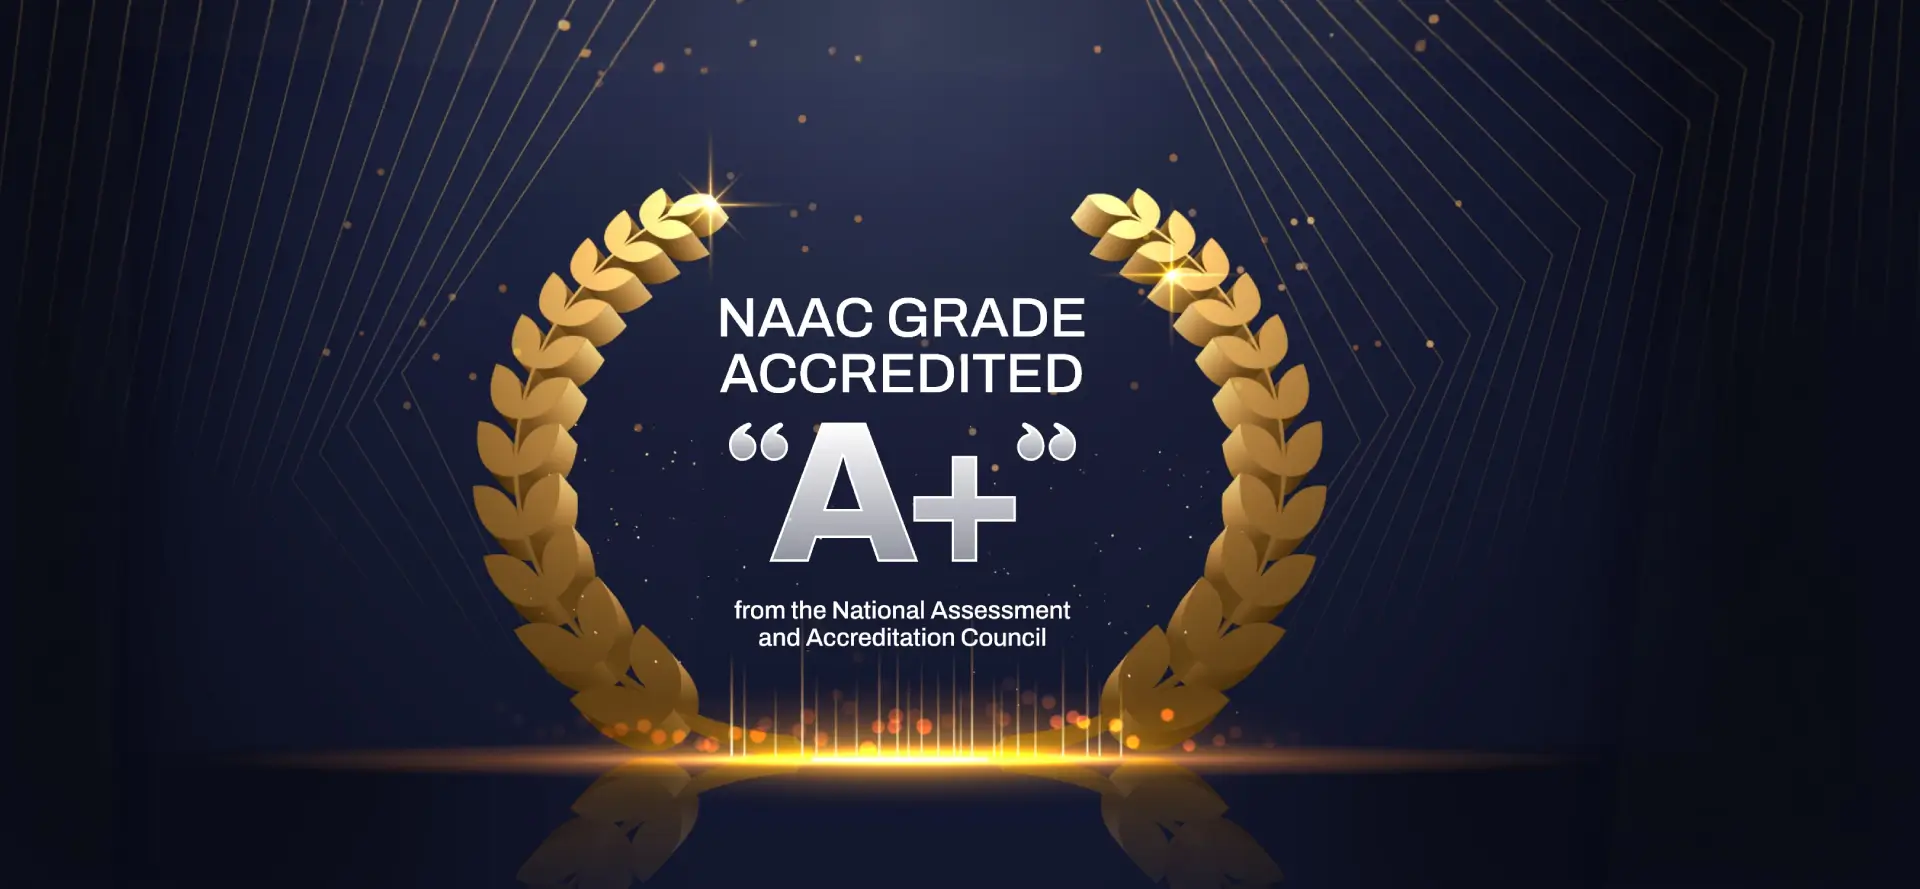 NAAC GRADE
ACCREDITED
“A+”
from the National Assessment
and Accreditation Council